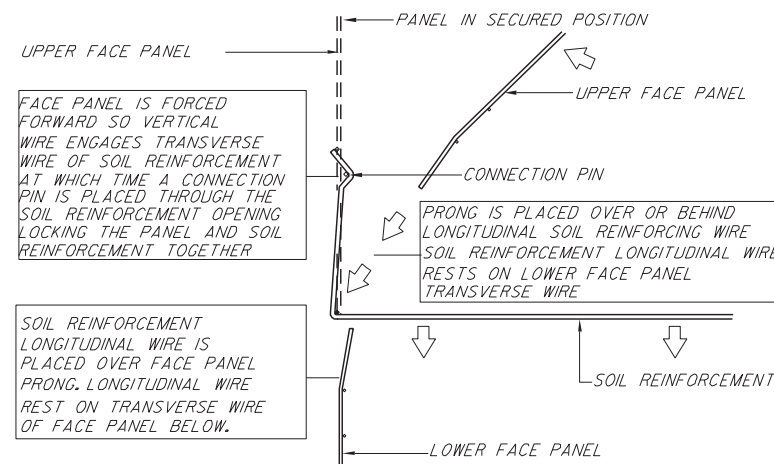 PANEL IN SECURED POSITION
UPPER FACE PANEL
UPPER FACE PANEL
FACE PANEL IS FORCED
FORWARD SO VERTICAL
WIRE ENGAGES TRANSVERSE
WIRE OF SOIL REINFORCEMENT
AT WHICH TIME A CONNECTION
PIN IS PLACED THROUGH THE
SOIL REINFORCEMENT OPENING
LOCKING THE PANEL AND SOIL
REINFORCEMENT TOGETHER
CONNECTION PIN
PRONG IS PLACED OVER OR BEHIND
LONGITUDINAL SOIL REINFORCING WIRE
SOIL REINFORCEMENT LONGITUDINAL WIRE
RESTS ON LOWER FACE PANEL
TRANSVERSE WIRE
SOIL REINFORCEMENT
LONGITUDINAL WIRE IS
PLACED OVER FACE PANEL
PRONG. LONGITUDINAL WIRE
REST ON TRANSVERSE WIRE
OF FACE PANEL BELOW.
SOIL REINFORCEMENT
LOWER FACE PANEL